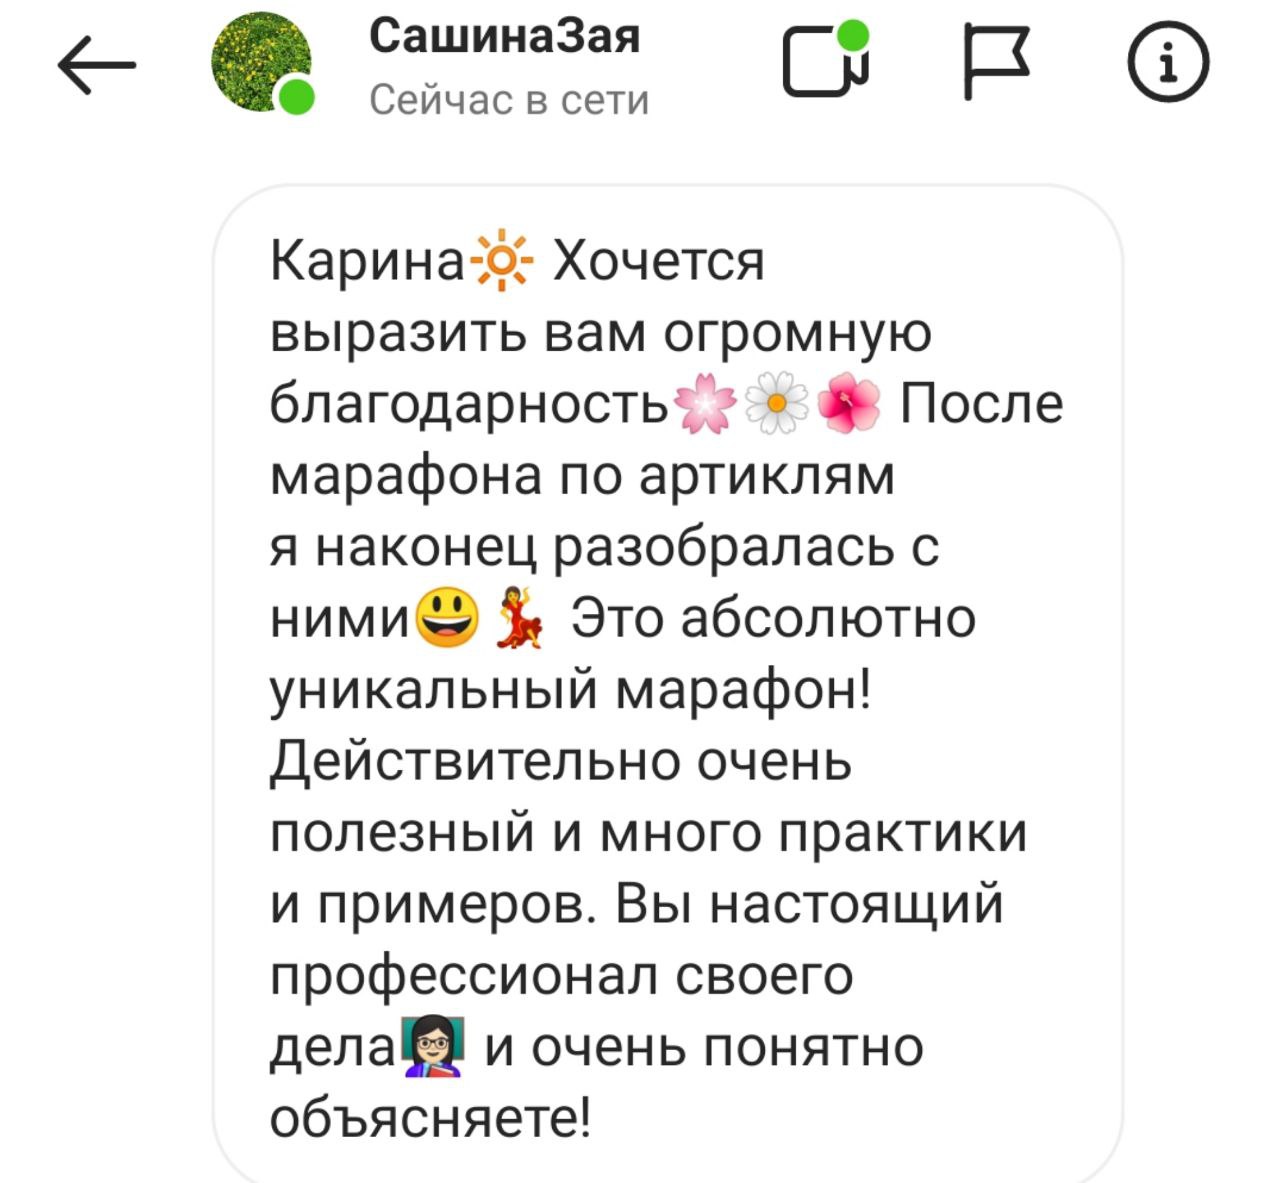 СашинаЗая
Сейчас в сети
Карина🔆 Хочется
выразить вам огромную
благодарность🌸🌼🌺 После
марафона по артиклям
я наконец разобралась с
ними😃💃 Это абсолютно
уникальный марафон!
Действительно очень
полезный и много практики
и примеров. Вы настоящий
профессионал своего
дела👩🏻‍🏫 и очень понятно
объясняете!